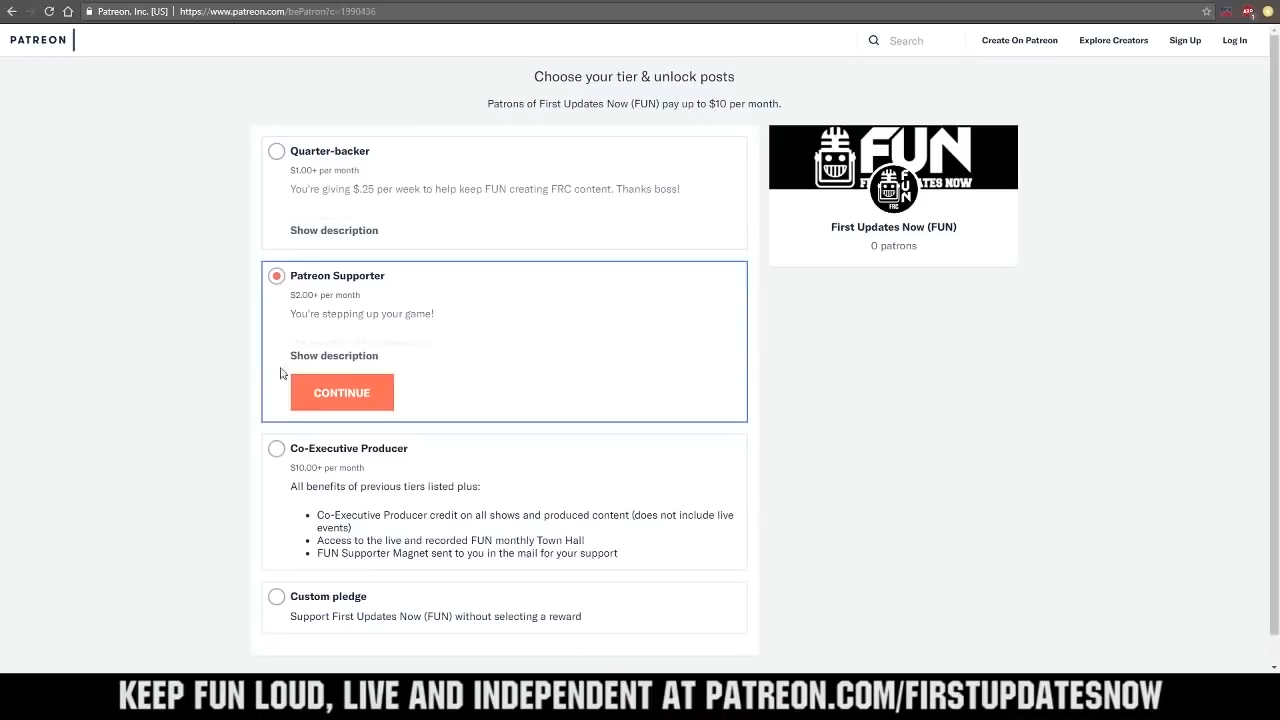 Patreon, Inc. [US] | https://www.patreon.com/bePatron?c=1990436
PATREON
Search
Create On Patreon
Explore Creators
Sign Up
Log In
Choose your tier & unlock posts
Patrons of First Updates Now (FUN) pay up to $10 per month.
Quarter-backer
$1.00+ per month
You're giving $.25 per week to help keep FUN creating FRC content. Thanks boss!
Show description
Patreon Supporter
$2.00+ per month
You're stepping up your game!
Show description
CONTINUE
Co-Executive Producer
$10.00+ per month
All benefits of previous tiers listed plus:
Co-Executive Producer credit on all shows and produced content (does not include live
events)
Access to the live and recorded FUN monthly Town Hall
FUN Supporter Magnet sent to you in the mail for your support
Custom pledge
Support First Updates Now (FUN) without selecting a reward
FUN
TES NOW
FUN
FRC
First Updates Now (FUN)
0 patrons
KEEP FUN LOUD, LIVE AND INDEPENDENT AT PATREON.COM/FIRSTUPDATESNOW